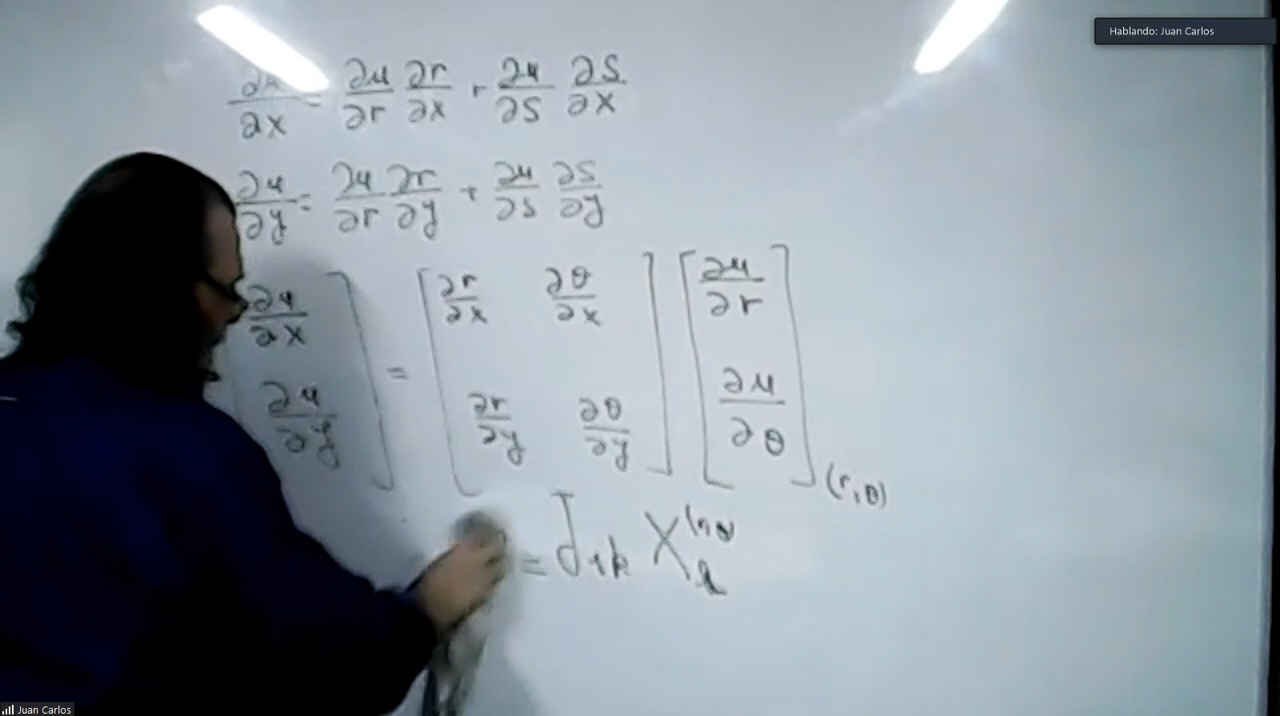 Hablando: Juan Carlos
∂u/∂x = ∂u/∂r ∂r/∂x + ∂u/∂s ∂s/∂x
∂u/∂y = ∂u/∂r ∂r/∂y + ∂u/∂s ∂s/∂y
[∂u/∂x ∂u/∂y] = [∂r/∂x ∂θ/∂x ∂r/∂y ∂θ/∂y] [∂u/∂r ∂u/∂θ] (r,θ)
Juan Carlos